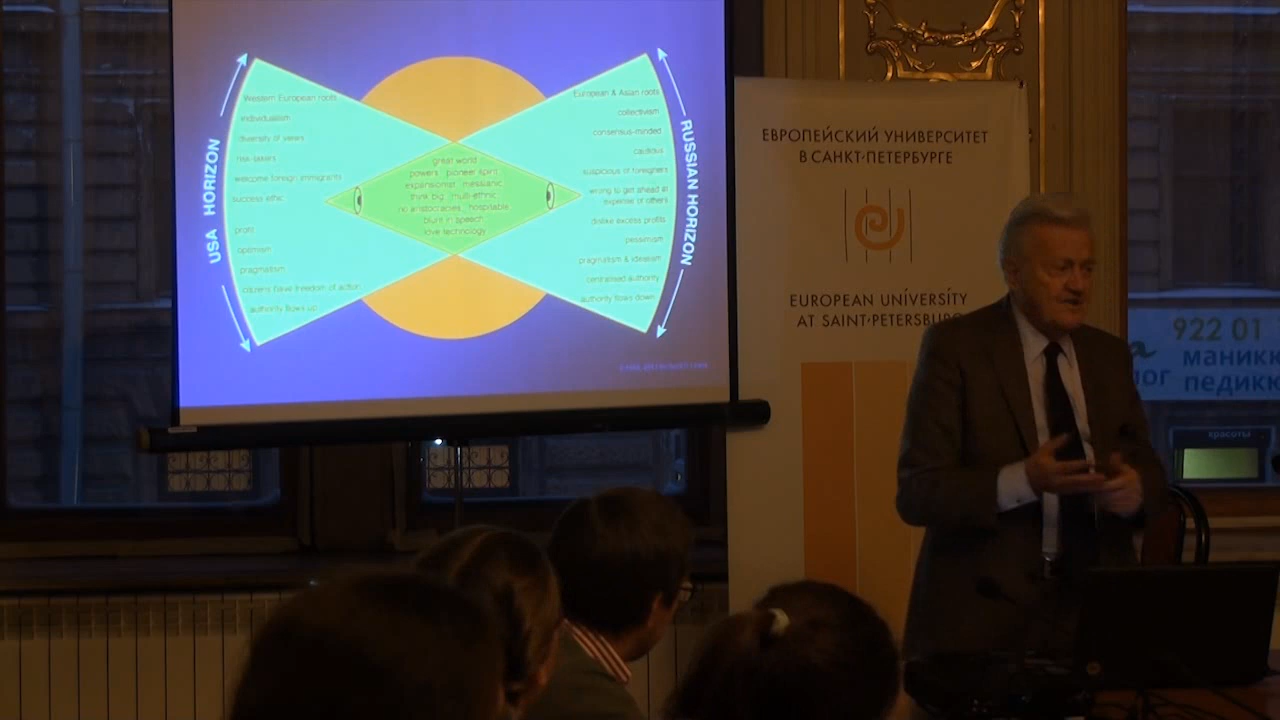 USA HORIZON
Western European roots
individualism
diversity of views
risk-takers
welcome foreign immigrants
success ethic
profit
optimism
pragmatism
citizens have freedom of action
authority flows up
great world
powers pioneer spirit
expansionist messianic
think big multi-ethnic
no aristocracies hospitable
blunt in speech
love technology
European & Asian roots
collectivism
consensus-minded
cautious
suspicious of foreigners
wrong to get ahead at
expense of others
dislike excess profits
pessimism
pragmatism & idealism
centralised authority
authority flows down
RUSSIAN HORIZON
ЕВРОПЕЙСКИЙ УНИВЕРСИТЕТ
В САНКТ-ПЕТЕРБУРГЕ
EUROPEAN UNIVERSITY
AT SAINT-PETERSBURG
922 01
маник
педик
красоты